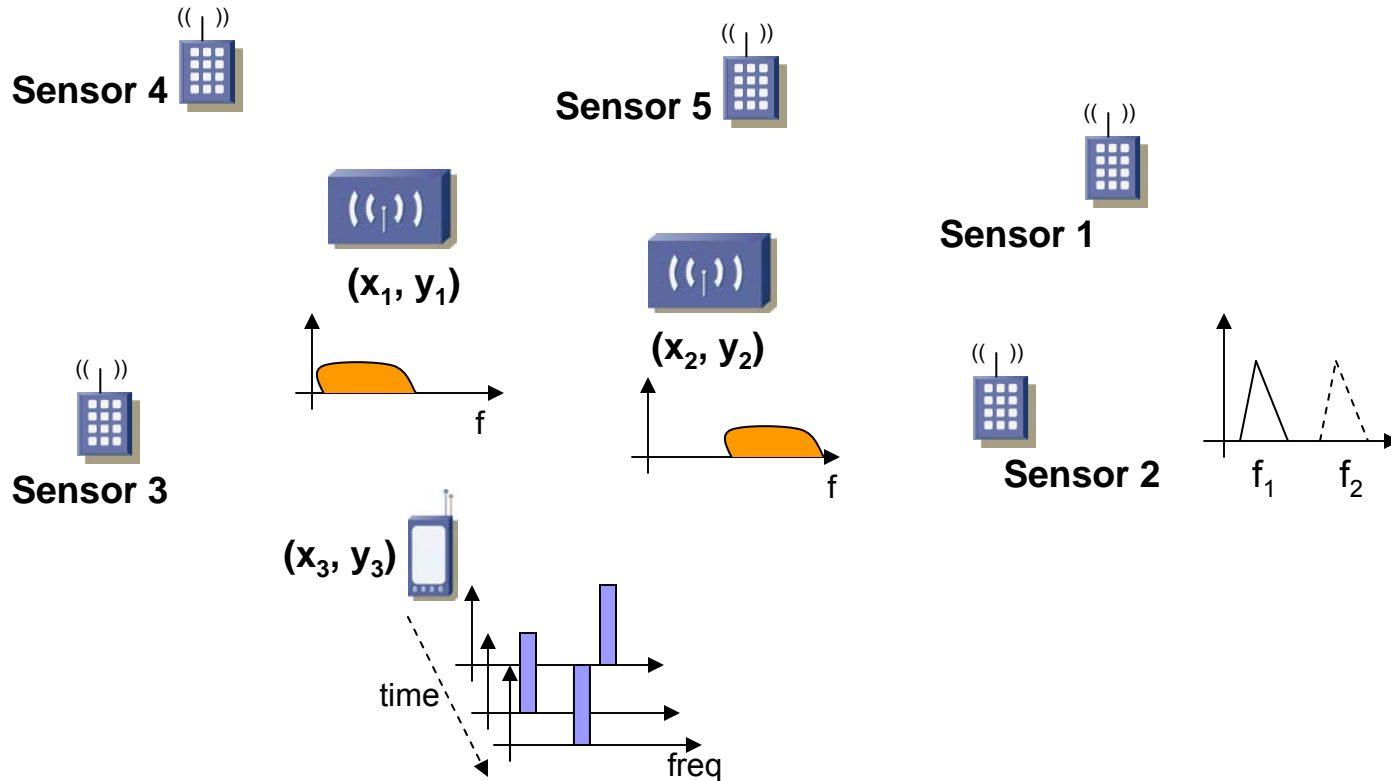 (( ))
Sensor 4
(( ))
Sensor 5
(( ))
Sensor 1
(x₁, y₁)
(x₂, y₂)
(( ))
Sensor 3
f
f
(( ))
Sensor 2
f₁ f₂
(x₃, y₃)
time
freq